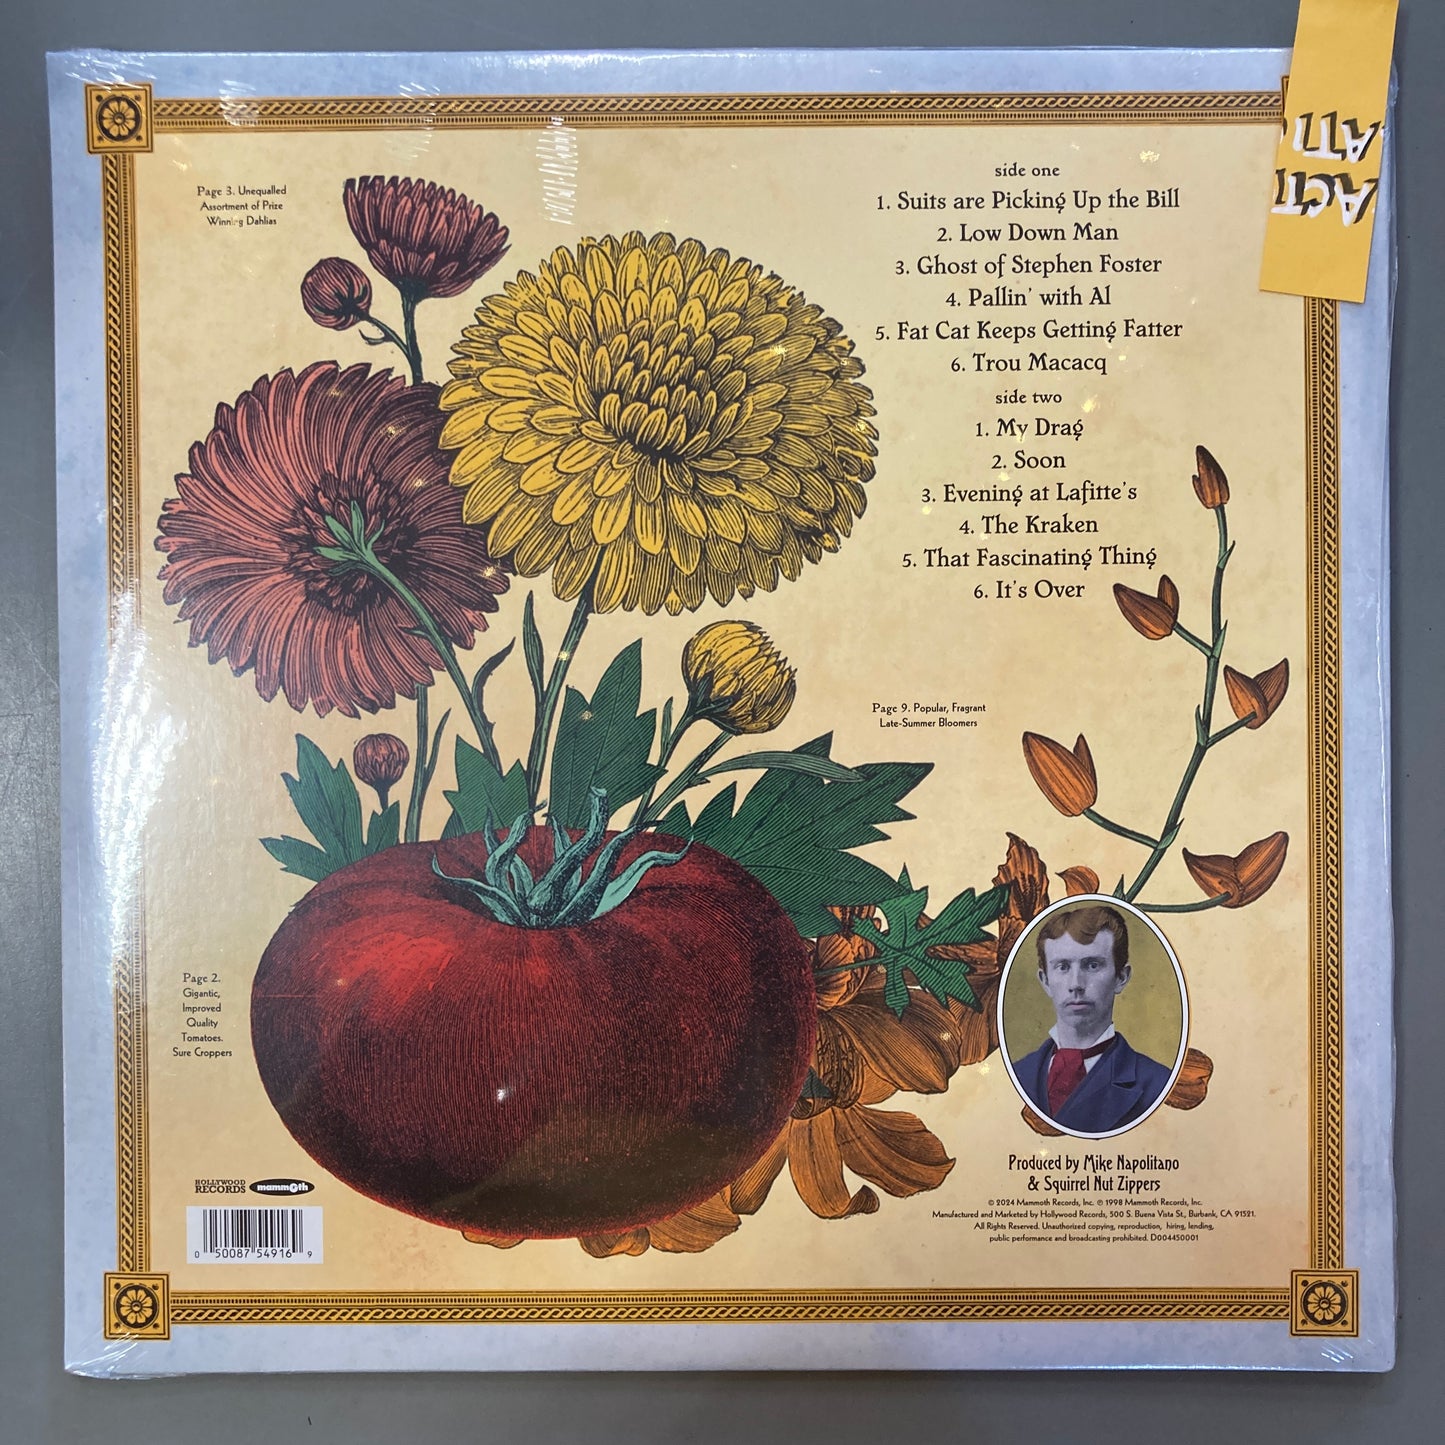 Page 3. Unequalled
Assortment of Prize
Winning Dahlias
side one
1. Suits are Picking Up the Bill
2. Low Down Man
3. Ghost of Stephen Foster
4. Pallin' with Al
5. Fat Cat Keeps Getting Fatter
6. Trou Macacq
side two
1. My Drag
2. Soon
3. Evening at Lafitte's
4. The Kraken
5. That Fascinating Thing
6. It's Over
Page 9. Popular, Fragrant
Late-Summer Bloomers
Page 2.
Gigantic,
Improved
Quality
Tomatoes.
Sure Croppers
HOLLYWOOD
RECORDS
mammoth
0 50087 54916 9
Produced by Mike Napolitano
& Squirrel Nut Zippers
© 2024 Mammoth Records, Inc. ℗ 1998 Mammoth Records, Inc.
Manufactured and Marketed by Hollywood Records, 500 S. Buena Vista St., Burbank, CA 91521.
All Rights Reserved. Unauthorized copying, reproduction, hiring, lending,
public performance and broadcasting prohibited. D004450001